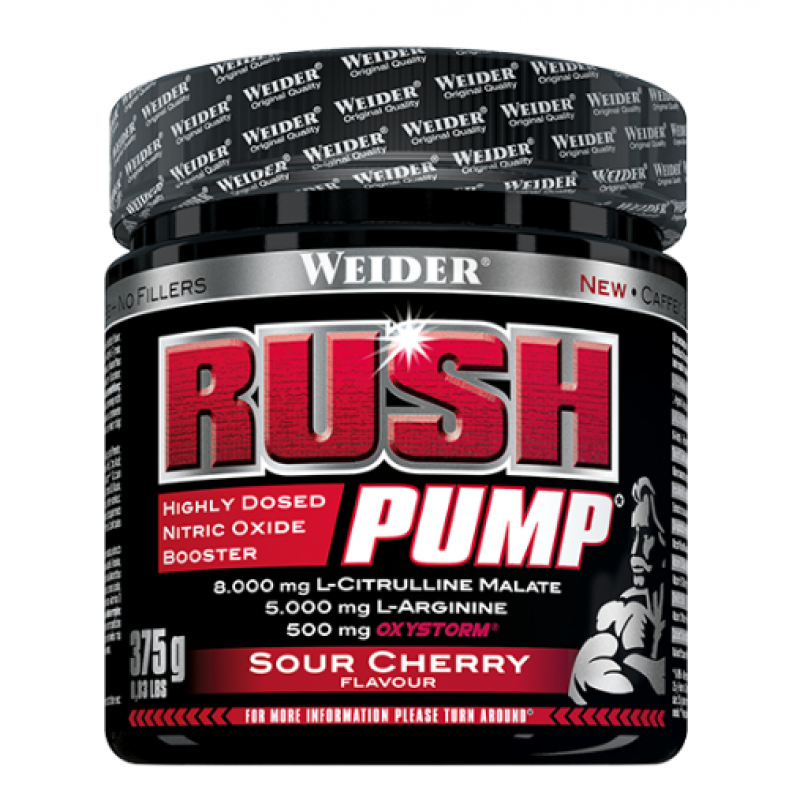 WEIDER® Original Quality
WEIDER®
–NO FILLERS
NEW • CAFFE
RUSH
PUMP®
HIGHLY DOSED
NITRIC OXIDE
BOOSTER
8.000 mg L-CITRULLINE MALATE
5.000 mg L-ARGININE
500 mg OXYSTORM®
375g
0,83 LBS
SOUR CHERRY
FLAVOUR
FOR MORE INFORMATION PLEASE TURN AROUND°